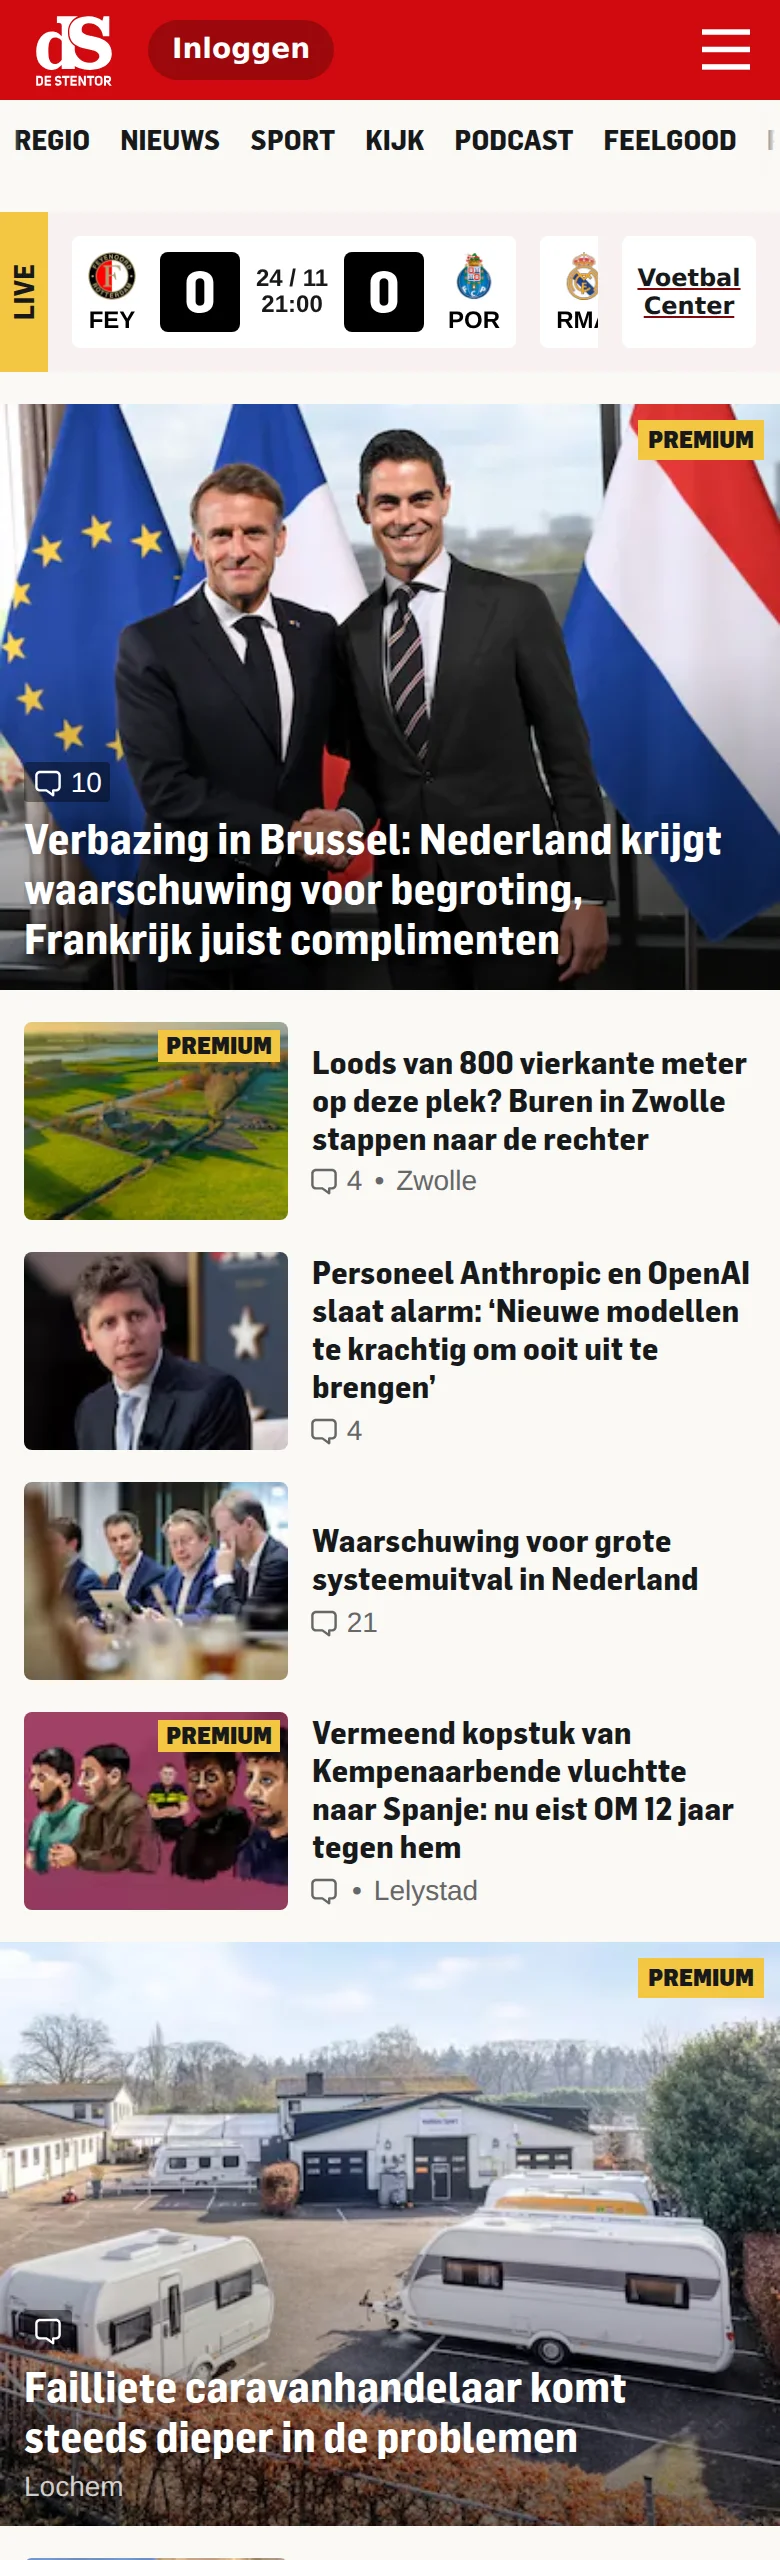 dS
DE STENTOR
Inloggen
REGIO NIEUWS SPORT KIJK PODCAST FEELGOOD
LIVE
FEY
0
24 / 11
21:00
0
POR
RMA
Voetbal
Center
PREMIUM
10
Verbazing in Brussel: Nederland krijgt
waarschuwing voor begroting,
Frankrijk juist complimenten
PREMIUM
Loods van 800 vierkante meter
op deze plek? Buren in Zwolle
stappen naar de rechter
4 • Zwolle
Personeel Anthropic en OpenAI
slaat alarm: ‘Nieuwe modellen
te krachtig om ooit uit te
brengen’
4
Waarschuwing voor grote
systeemuitval in Nederland
21
PREMIUM
Vermeend kopstuk van
Kempenaarbende vluchtte
naar Spanje: nu eist OM 12 jaar
tegen hem
• Lelystad
PREMIUM
Failliete caravanhandelaar komt
steeds dieper in de problemen
Lochem